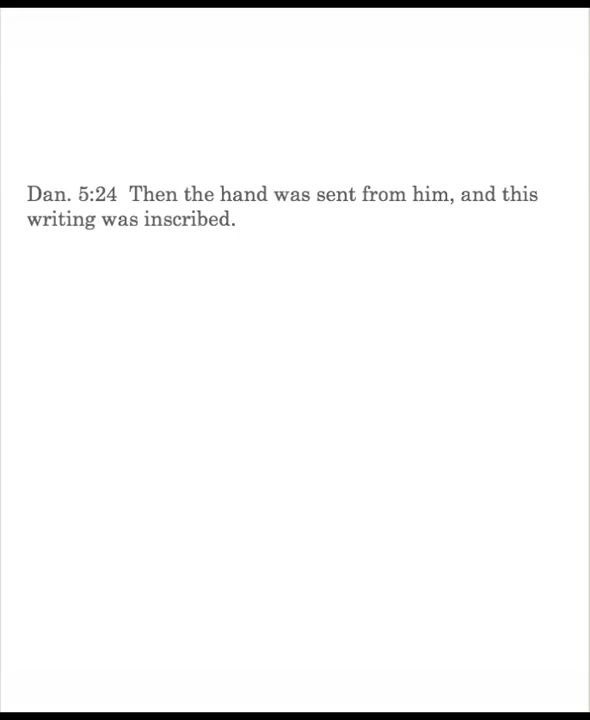 Dan. 5:24  Then the hand was sent from him, and this
writing was inscribed.